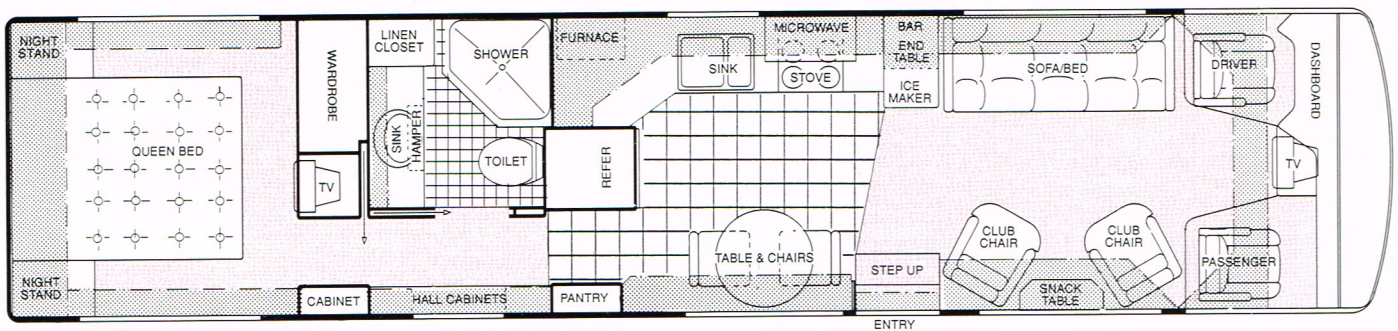 NIGHT
STAND
WARDROBE
LINEN
CLOSET
SHOWER
FURNACE
SINK
MICROWAVE
STOVE
BAR
END
TABLE
ICE
MAKER
SOFA/BED
DRIVER
DASHBOARD
QUEEN BED
TV
SINK
HAMPER
TOILET
REFER
TV
TABLE & CHAIRS
CLUB
CHAIR
CLUB
CHAIR
PASSENGER
STEP UP
SNACK
TABLE
NIGHT
STAND
CABINET
HALL CABINETS
PANTRY
ENTRY